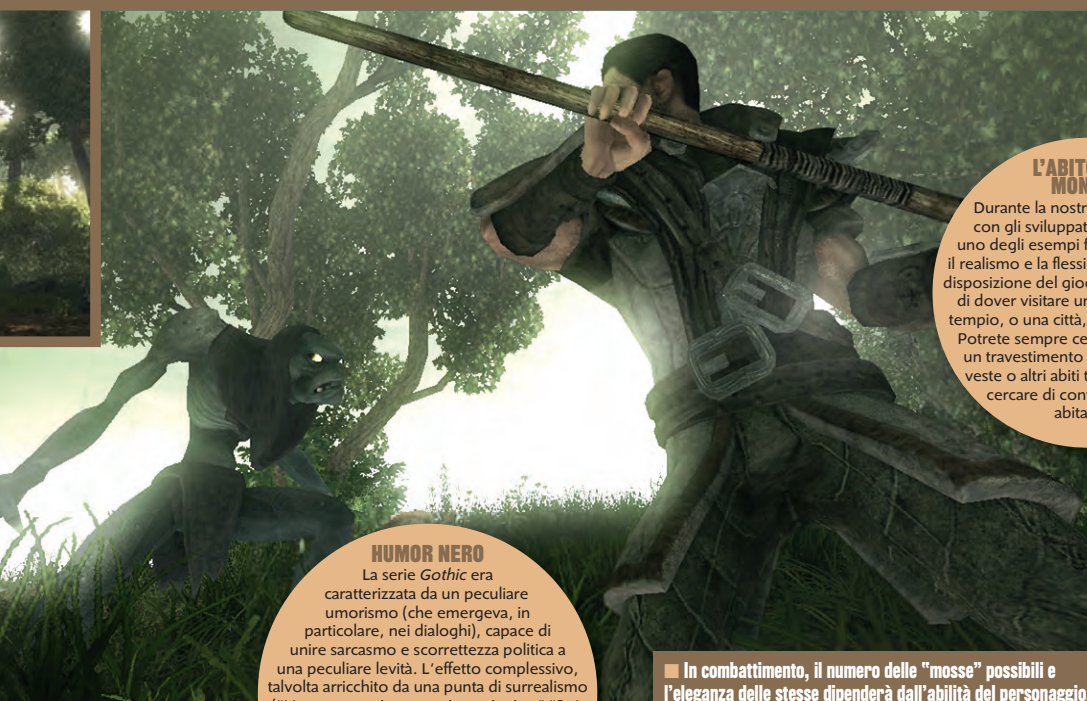 L'ABITO
MON
Durante la nostr
con gli sviluppat
uno degli esempi f
il realismo e la flessi
disposizione del gioc
di dover visitare un
tempio, o una città,
Potrete sempre ce
un travestimento
veste o altri abiti t
cercare di con
abita
HUMOR NERO
La serie Gothic era
caratterizzata da un peculiare
umorismo (che emergeva, in
particolare, nei dialoghi), capace di
unire sarcasmo e scorrettezza politica a
una peculiare levità. L'effetto complessivo,
talvolta arricchito da una punta di surrealismo
In combattimento, il numero delle "mosse" possibili e
l'eleganza delle stesse dipenderà dall'abilità del personaggio